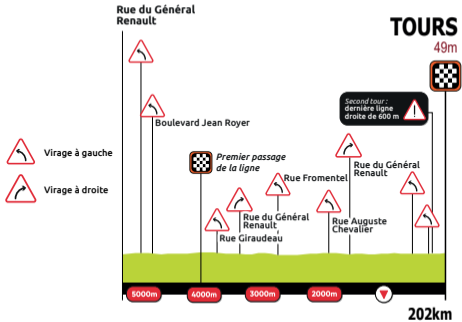 Rue du Général
Renault
TOURS
49m
Second tour :
dernière ligne
droite de 600 m
Boulevard Jean Royer
Virage à gauche
Premier passage
de la ligne
Rue du Général
Renault
Rue Fromentel
Virage à droite
Rue du Général
Renault
Rue Auguste
Chevalier
Rue Giraudeau
5000m
4000m
3000m
2000m
202km